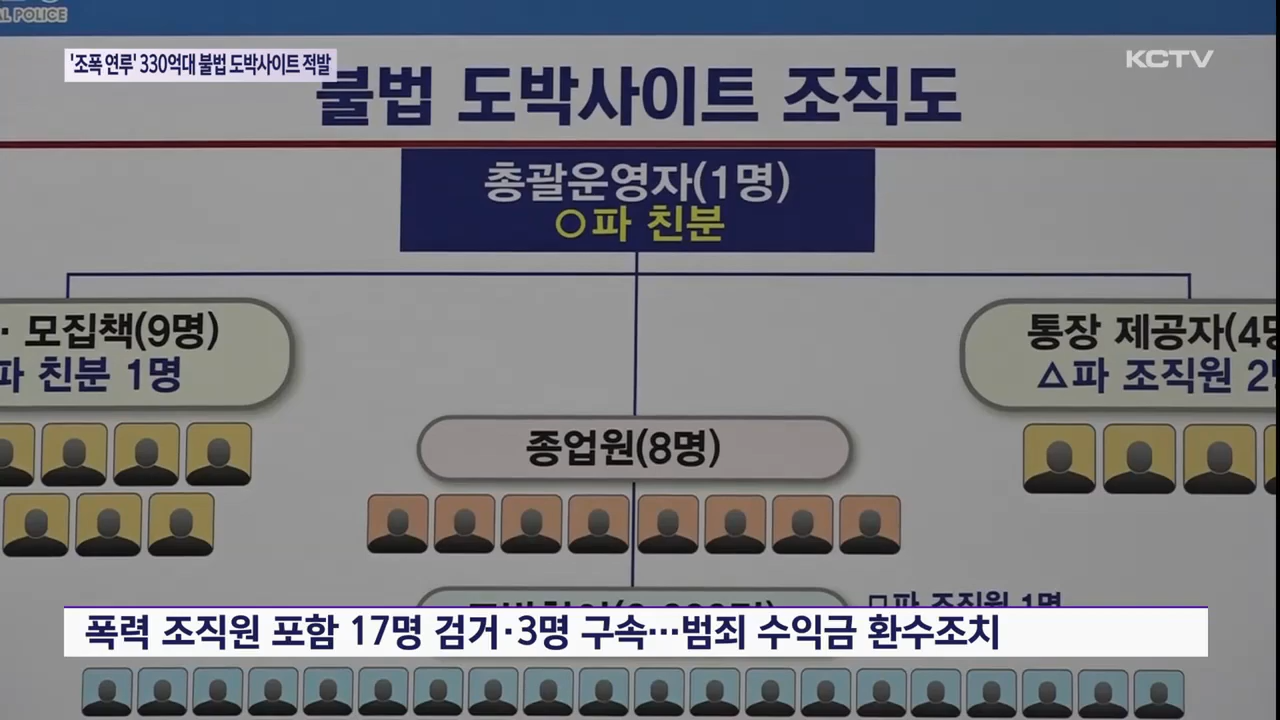 AL POLICE
'조폭 연루' 330억대 불법 도박사이트 적발
KCTV
불법 도박사이트 조직도
총괄운영자(1명)
○파 친분
· 모집책(9명)
파 친분 1명
통장 제공자(4명
△파 조직원 2명
종업원(8명)
□파 조직원 1명
폭력 조직원 포함 17명 검거·3명 구속…범죄 수익금 환수조치